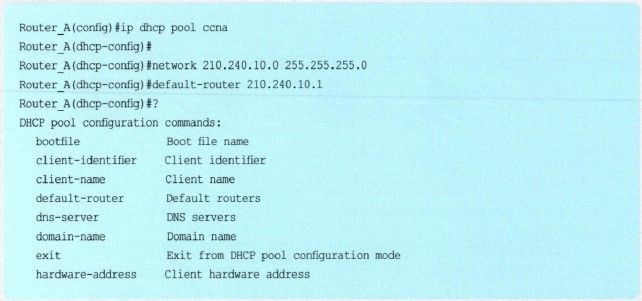 Router_A(config)#ip dhcp pool ccna
Router_A(dhcp-config)#
Router_A(dhcp-config)#network 210.240.10.0 255.255.255.0
Router_A(dhcp-config)#default-router 210.240.10.1
Router_A(dhcp-config)#?
DHCP pool configuration commands:
bootfile Boot file name
client-identifier Client identifier
client-name Client name
default-router Default routers
dns-server DNS servers
domain-name Domain name
exit Exit from DHCP pool configuration mode
hardware-address Client hardware address